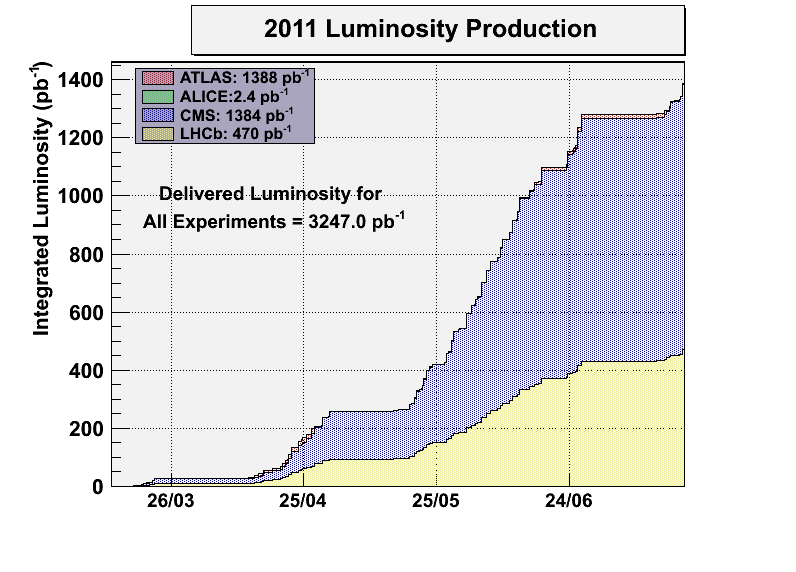 2011 Luminosity Production
Integrated Luminosity (pb⁻¹)
1400
1200
1000
800
600
400
200
0
ATLAS: 1388 pb⁻¹
ALICE:2.4 pb⁻¹
CMS: 1384 pb⁻¹
LHCb: 470 pb⁻¹
Delivered Luminosity for
All Experiments = 3247.0 pb⁻¹
26/03 25/04 25/05 24/06